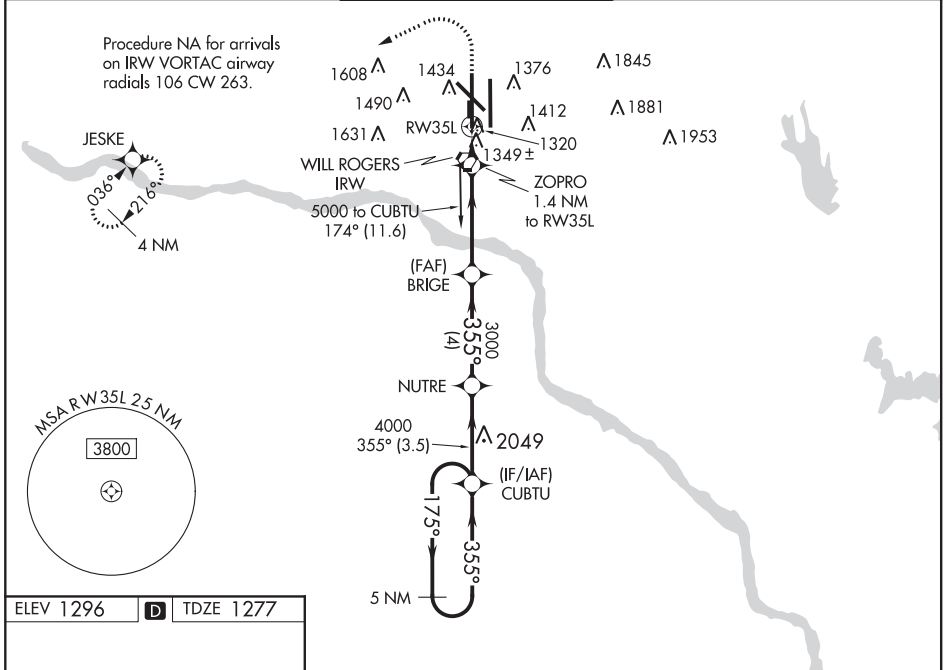 Procedure NA for arrivals
on IRW VORTAC airway
radials 106 CW 263.
1608
1434
1376
1845
1490
1412
1881
1631
RW35L
1320
1953
JESKE
1349 ±
WILL ROGERS
IRW
ZOPRO
1.4 NM
to RW35L
036°
216°
4 NM
5000 to CUBTU
174° (11.6)
(FAF)
BRIGE
3000
355°
(4)
NUTRE
MSA RW35L 25 NM
3800
4000
355° (3.5)
2049
(IF/IAF)
CUBTU
175°
355°
5 NM
ELEV 1296 D TDZE 1277